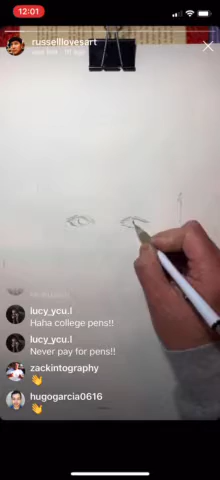 12:01
russelllovesart
lucy_ycu.l
Haha college pens!!
lucy_ycu.l
Never pay for pens!!
zackintography
👋
hugogarcia0616
👋